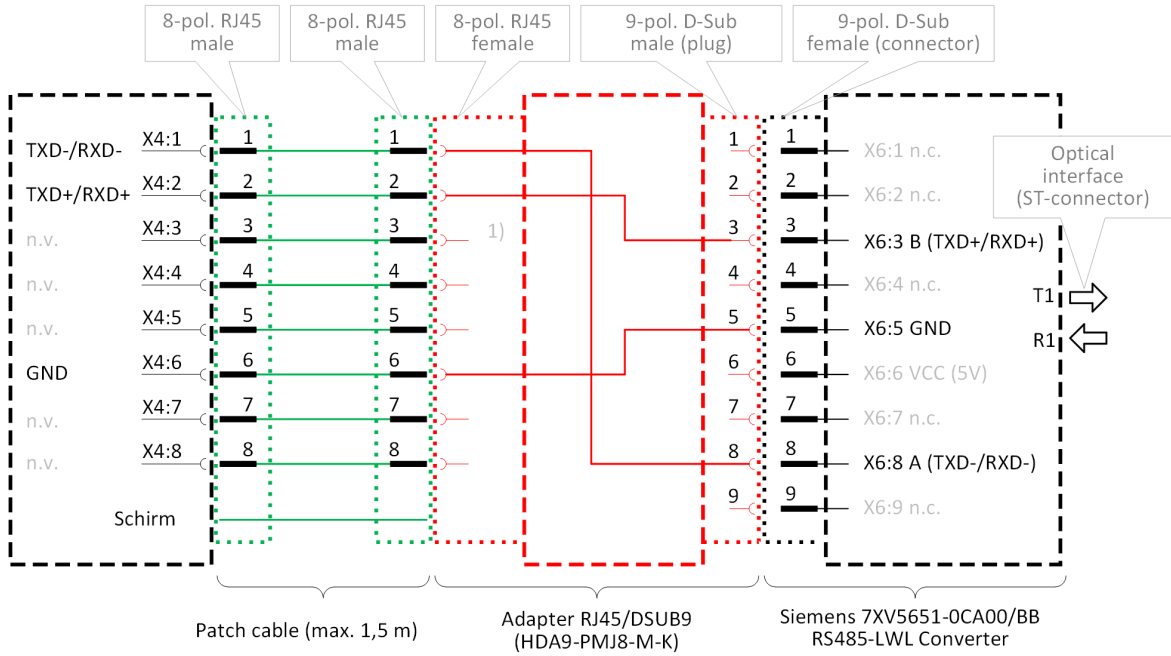 8-pol. RJ45
male
8-pol. RJ45
male
8-pol. RJ45
female
9-pol. D-Sub
male (plug)
9-pol. D-Sub
female (connector)
Optical
interface
(ST-connector)
TXD-/RXD- X4:1 1 1 1 1 X6:1 n.c.
TXD+/RXD+ X4:2 2 2 2 2 X6:2 n.c.
n.v. X4:3 3 3 1) 3 3 X6:3 B (TXD+/RXD+)
n.v. X4:4 4 4 4 4 X6:4 n.c.
T1
n.v. X4:5 5 5 5 5 X6:5 GND
R1
GND X4:6 6 6 6 6 X6:6 VCC (5V)
n.v. X4:7 7 7 7 7 X6:7 n.c.
n.v. X4:8 8 8 8 8 X6:8 A (TXD-/RXD-)
9 9 X6:9 n.c.
Schirm
Patch cable (max. 1,5 m)
Adapter RJ45/DSUB9
(HDA9-PMJ8-M-K)
Siemens 7XV5651-0CA00/BB
RS485-LWL Converter